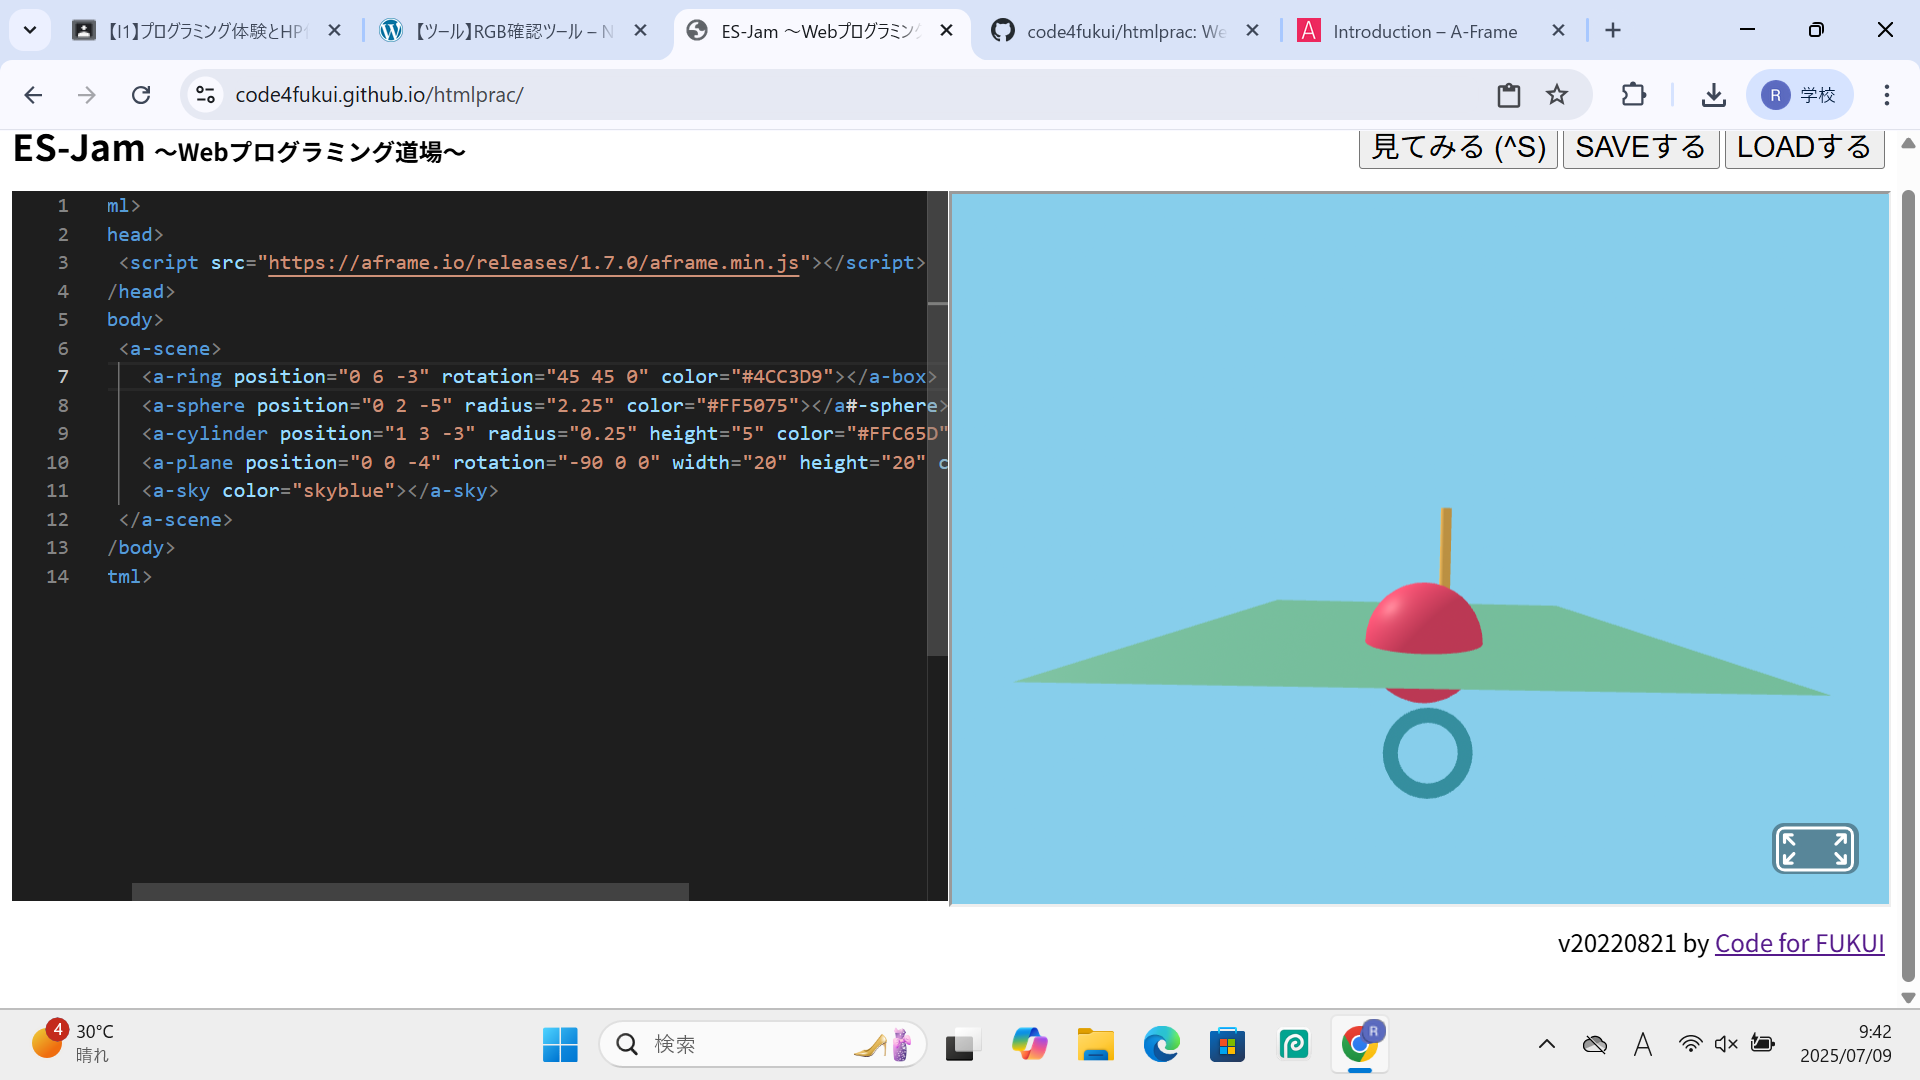 【I1】プログラミング体験とHP
【ツール】RGB確認ツール – N
ES-Jam ～Webプログラミン
code4fukui/htmlprac: We
Introduction – A-Frame
code4fukui.github.io/htmlprac/
R 学校
ES-Jam ～Webプログラミング道場～
見てみる (^S) SAVEする LOADする
1 ml>
2 head>
3 <script src="https://aframe.io/releases/1.7.0/aframe.min.js"></script>
4 /head>
5 body>
6 <a-scene>
7 <a-ring position="0 6 -3" rotation="45 45 0" color="#4CC3D9"></a-box>
8 <a-sphere position="0 2 -5" radius="2.25" color="#FF5075"></a#-sphere>
9 <a-cylinder position="1 3 -3" radius="0.25" height="5" color="#FFC65D"
10 <a-plane position="0 0 -4" rotation="-90 0 0" width="20" height="20" c
11 <a-sky color="skyblue"></a-sky>
12 </a-scene>
13 /body>
14 tml>
v20220821 by Code for FUKUI
4
30°C
晴れ
検索
R
A
9:42
2025/07/09